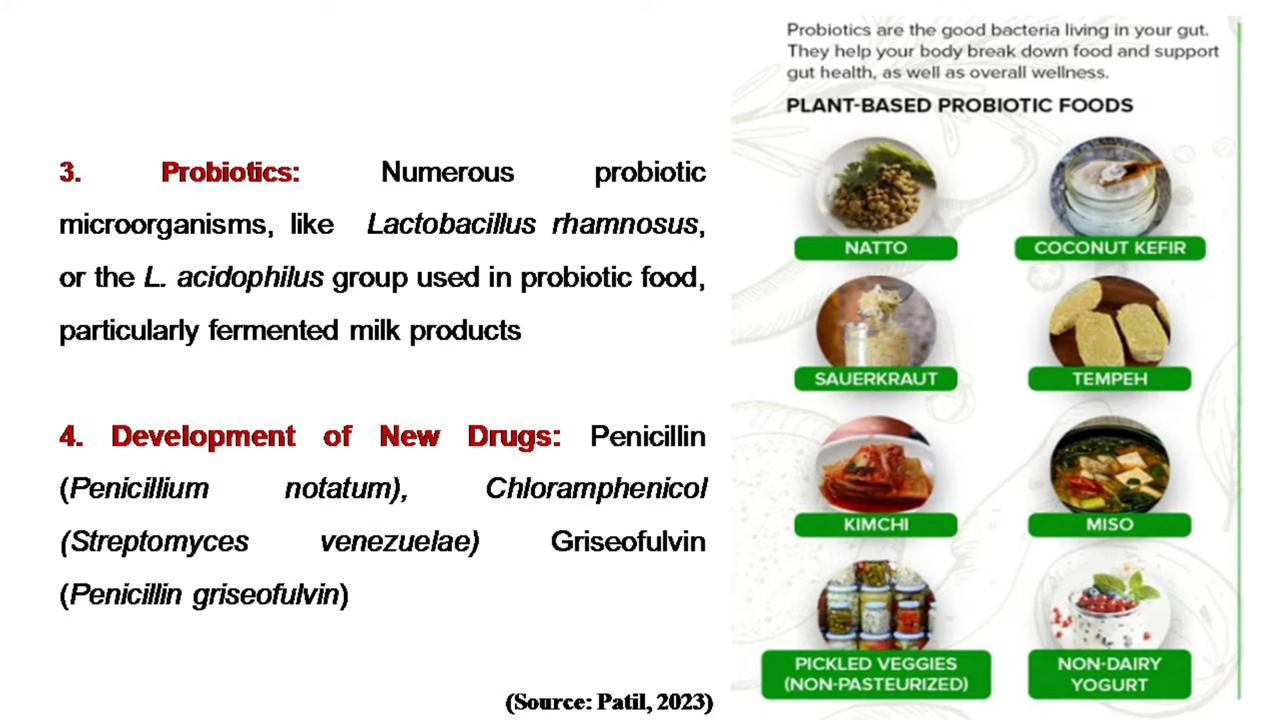 3. Probiotics: Numerous probiotic
microorganisms, like Lactobacillus rhamnosus,
or the L. acidophilus group used in probiotic food,
particularly fermented milk products
4. Development of New Drugs: Penicillin
(Penicillium notatum), Chloramphenicol
(Streptomyces venezuelae) Griseofulvin
(Penicillin griseofulvin)
(Source: Patil, 2023)
Probiotics are the good bacteria living in your gut.
They help your body break down food and support
gut health, as well as overall wellness.
PLANT-BASED PROBIOTIC FOODS
NATTO
COCONUT KEFIR
SAUERKRAUT
TEMPEH
KIMCHI
MISO
PICKLED VEGGIES
(NON-PASTEURIZED)
NON-DAIRY
YOGURT